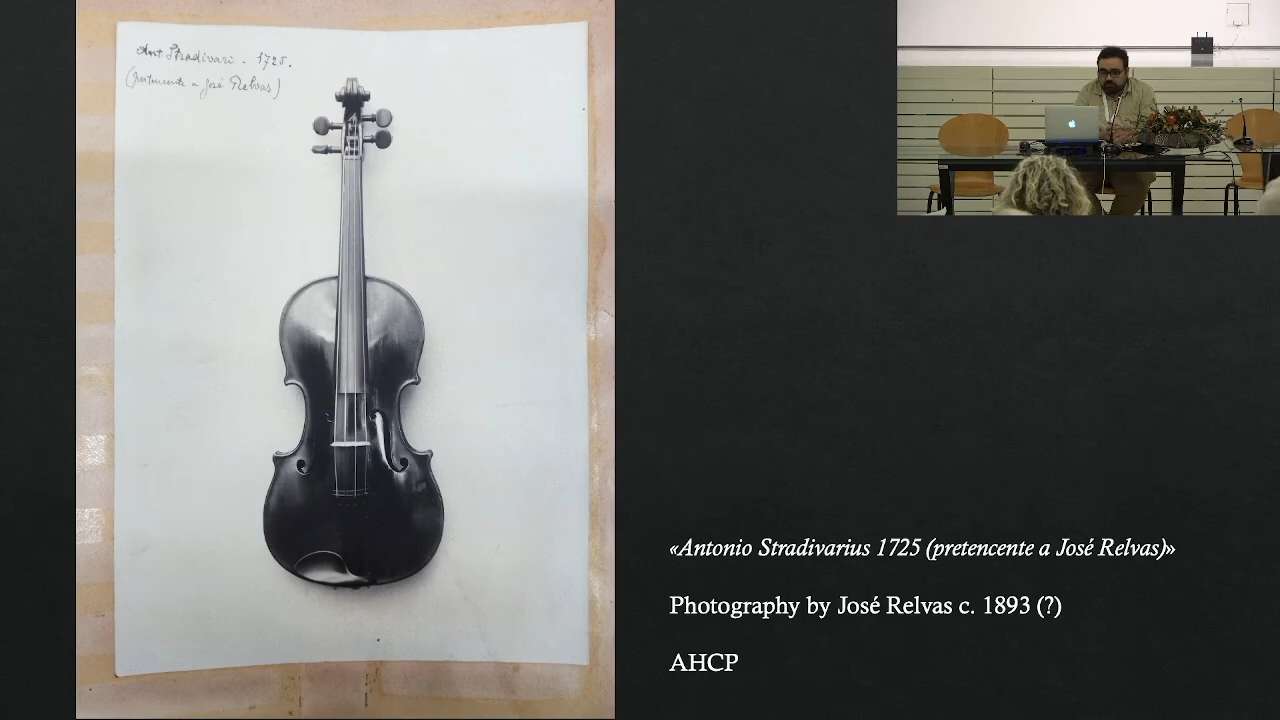 Ant. Stradivari - 1725.
(pertencente a José Relvas)
«Antonio Stradivarius 1725 (pretencente a José Relvas)»
Photography by José Relvas c. 1893 (?)
AHCP